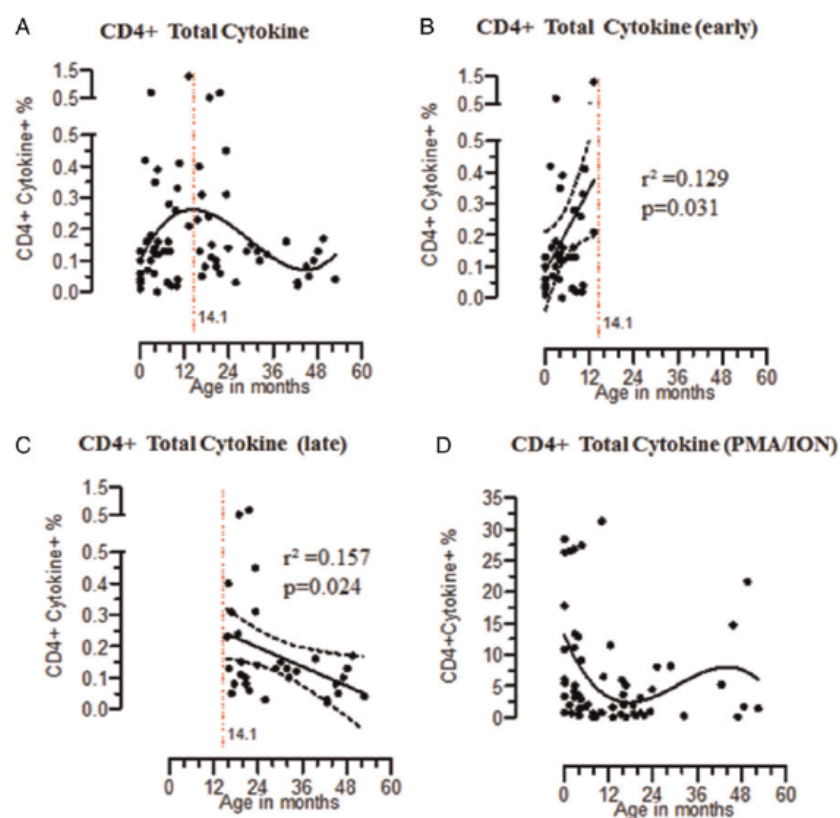 A
CD4+ Total Cytokine
CD4+ Cytokine+ %
1.5
0.5
0.5
0.4
0.3
0.2
0.1
0.0
14.1
0 12 24 36 48 60
Age in months
B
CD4+ Total Cytokine (early)
CD4+ Cytokine+ %
1.5
0.5
0.5
0.4
0.3
0.2
0.1
0.0
r² =0.129
p=0.031
14.1
0 12 24 36 48 60
Age in months
C
CD4+ Total Cytokine (late)
CD4+ Cytokine+ %
1.5
0.5
0.5
0.4
0.3
0.2
0.1
0.0
r² =0.157
p=0.024
14.1
0 12 24 36 48 60
Age in months
D
CD4+ Total Cytokine (PMA/ION)
CD4+Cytokine+ %
35
30
25
20
15
10
5
0
0 12 24 36 48 60
Age in months